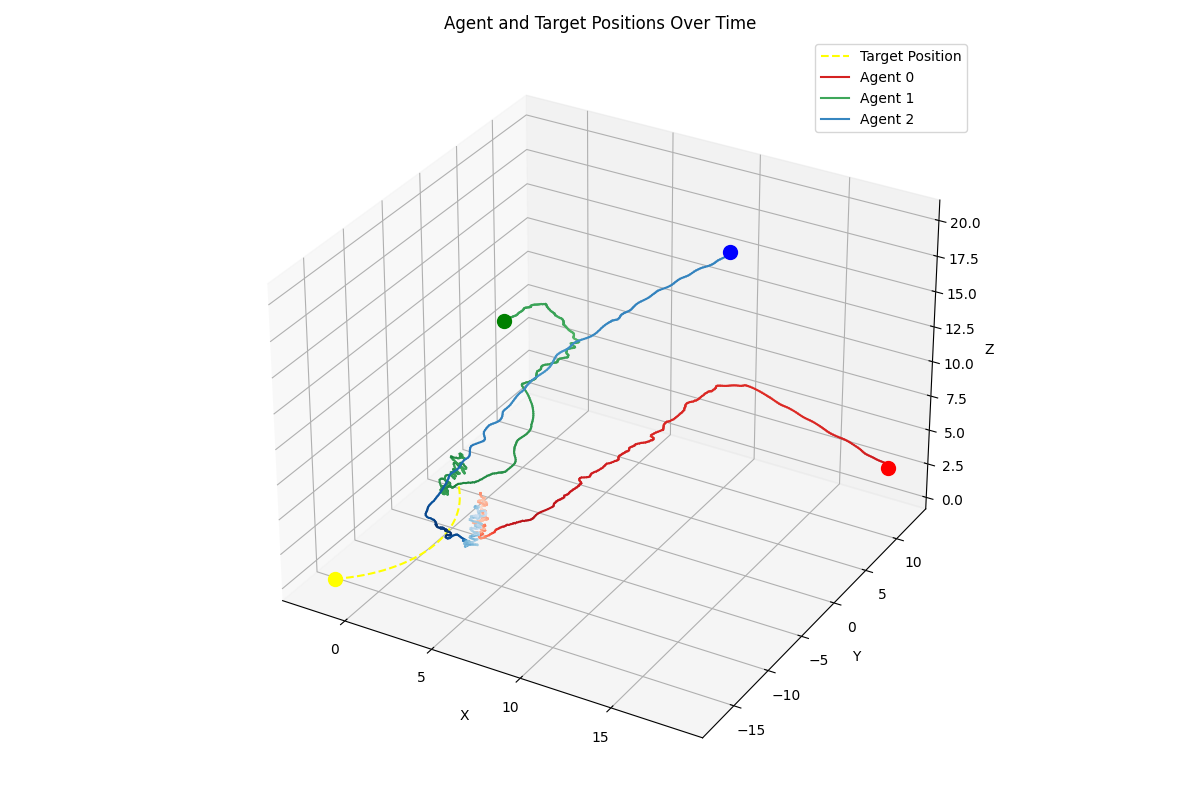 Agent and Target Positions Over Time
Target Position
Agent 0
Agent 1
Agent 2
20.0
17.5
15.0
12.5
10.0
7.5
5.0
2.5
0.0
Z
10
5
0
−5
−10
−15
Y
0
5
10
15
X